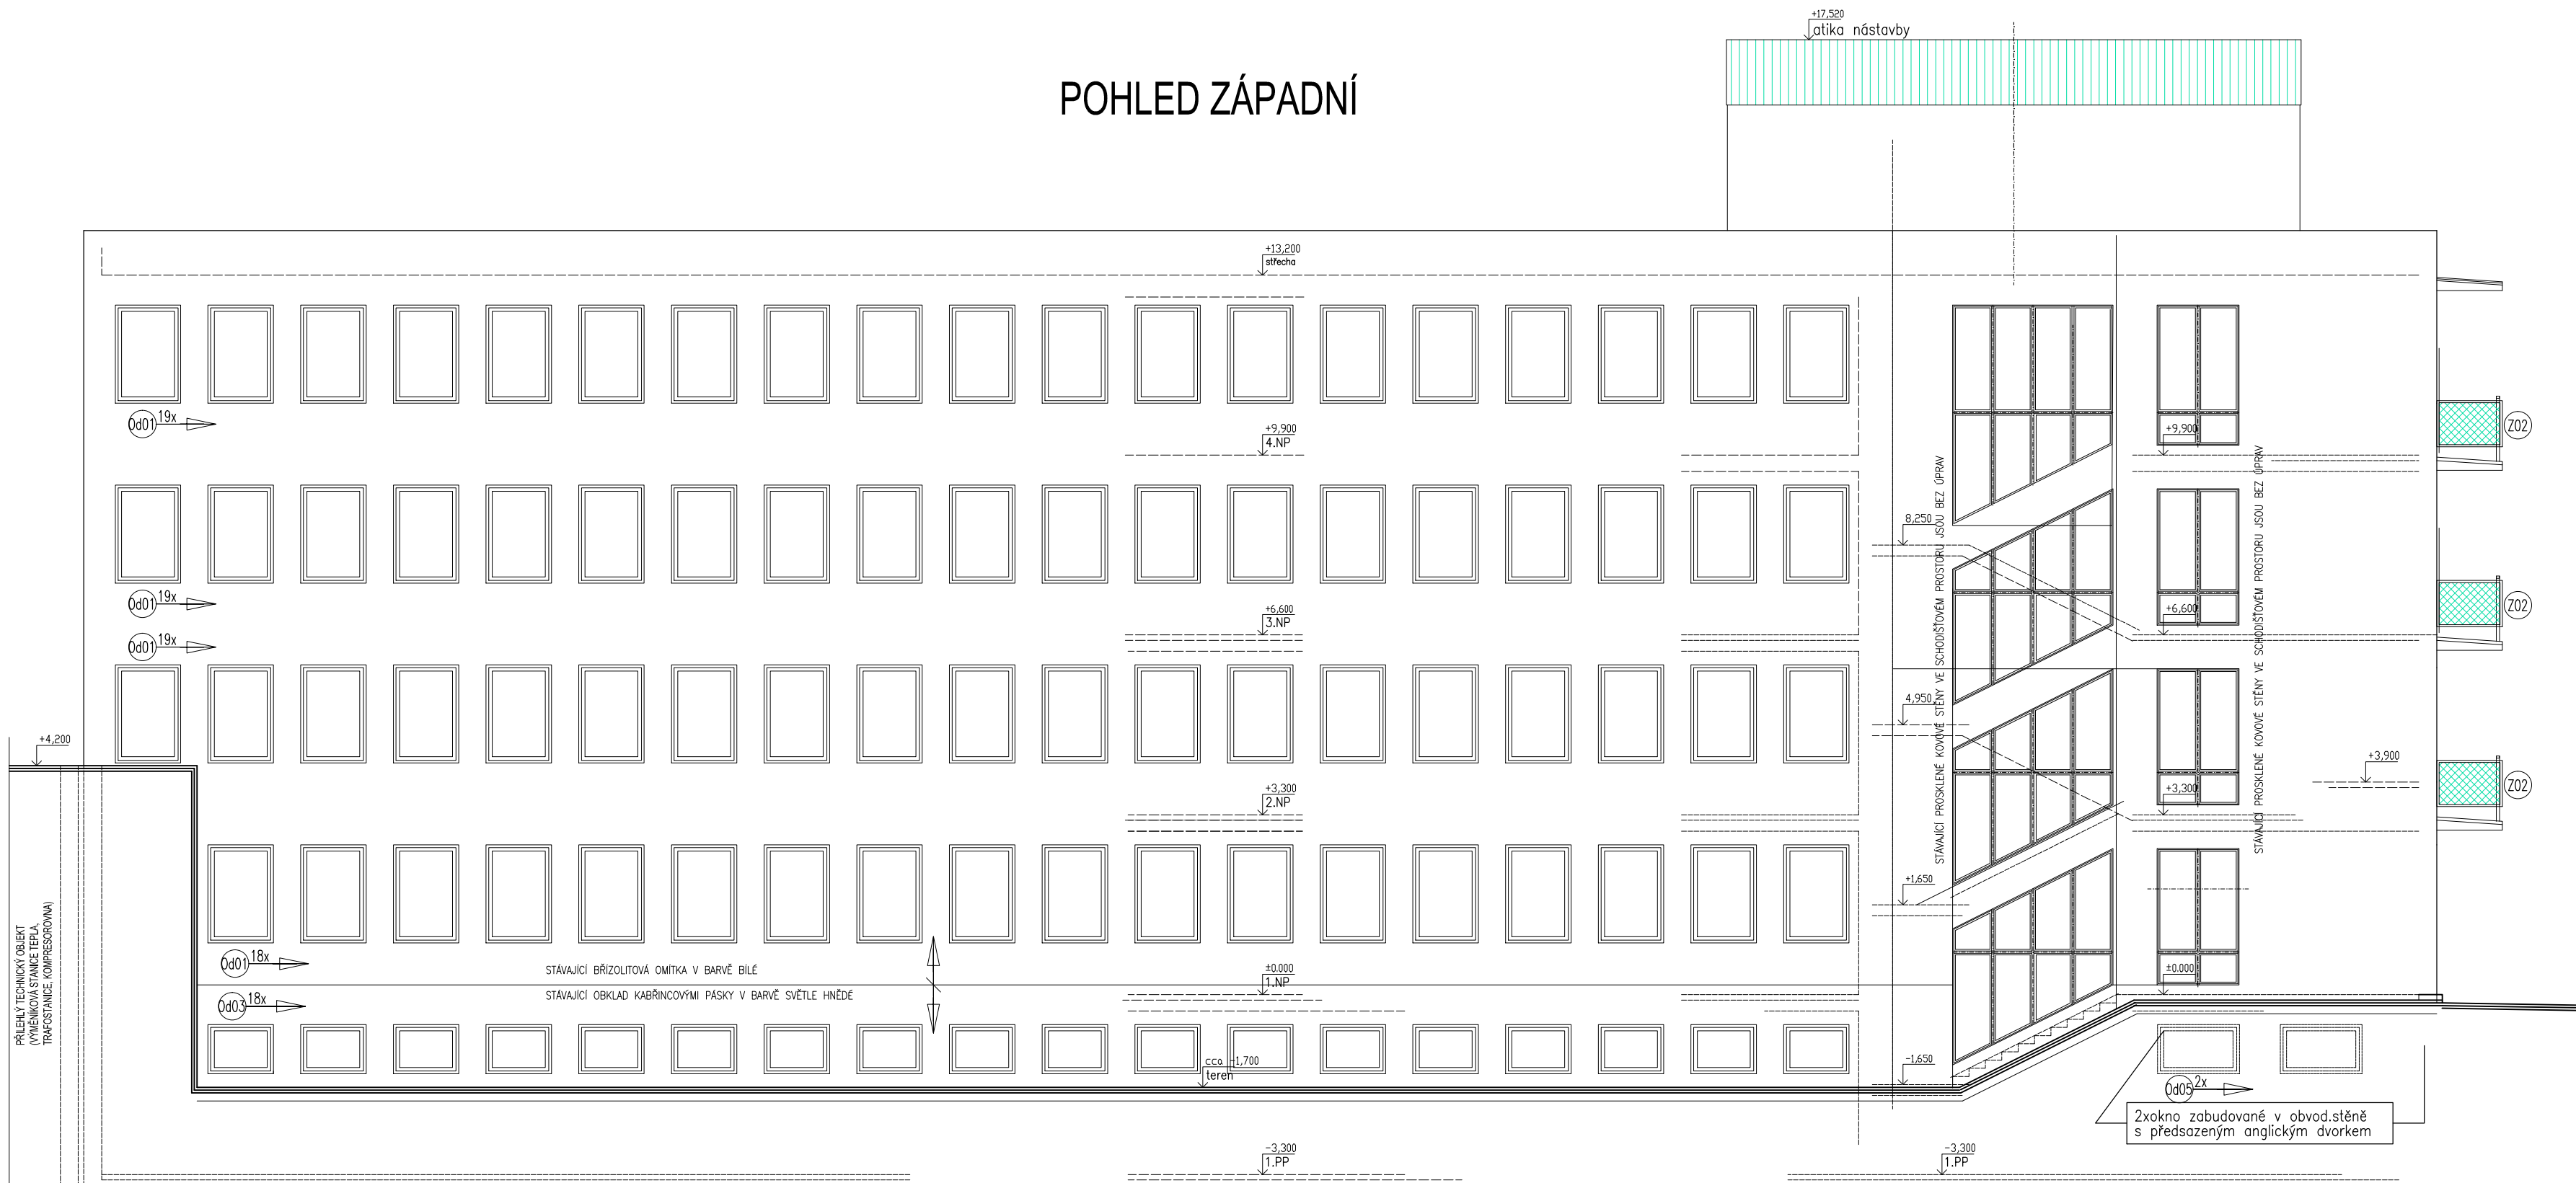 +17,520
atika nástavby
POHLED ZÁPADNÍ
+13,200
střecha
Od01 19x
+9,900
4.NP
+9,900
Z02
8,250
Od01 19x
+6,600
3.NP
+6,600
Z02
Od01 19x
4,950
+4,200
+3,900
+3,300
2.NP
+3,300
Z02
STÁVAJÍCÍ PROSKLENÉ KOVOVÉ STĚNY VE SCHODIŠŤOVÉM PROSTORU JSOU BEZ ÚPRAV
STÁVAJÍCÍ PROSKLENÉ KOVOVÉ STĚNY VE SCHODIŠŤOVÉM PROSTORU JSOU BEZ ÚPRAV
+1,650
PŘILEHLÝ TECHNICKÝ OBJEKT
(VÝMĚNÍKOVÁ STANICE TEPLA,
TRAFOSTANICE, KOMPRESOROVNA)
Od01 18x
STÁVAJÍCÍ BŘÍZOLITOVÁ OMÍTKA V BARVĚ BÍLÉ
±0.000
1.NP
±0.000
STÁVAJÍCÍ OBKLAD KABŘINCOVÝMI PÁSKY V BARVĚ SVĚTLE HNĚDÉ
Od03 18x
cca -1,700
terén
-1,650
Od05 2x
2xokno zabudované v obvod.stěně
s předsazeným anglickým dvorkem
-3,300
1.PP
-3,300
1.PP